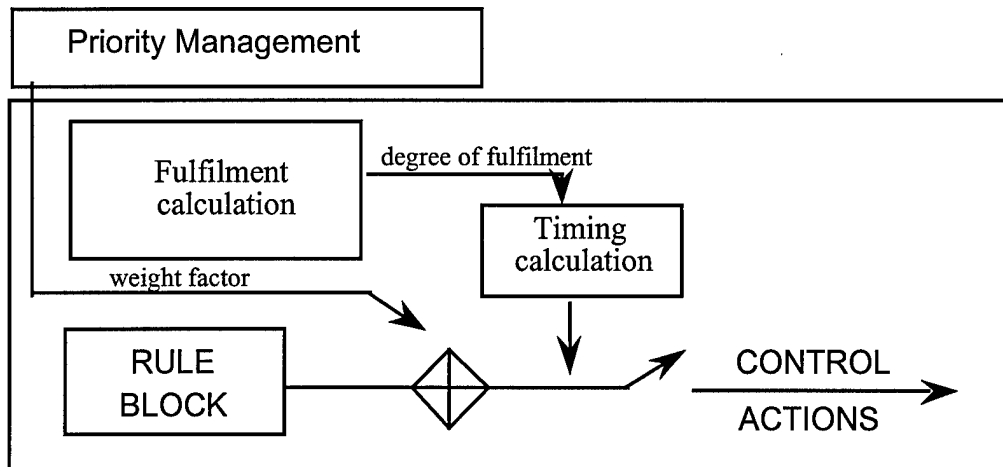 Priority Management
degree of fulfilment
Fulfilment
calculation
Timing
calculation
weight factor
RULE
BLOCK
CONTROL
ACTIONS